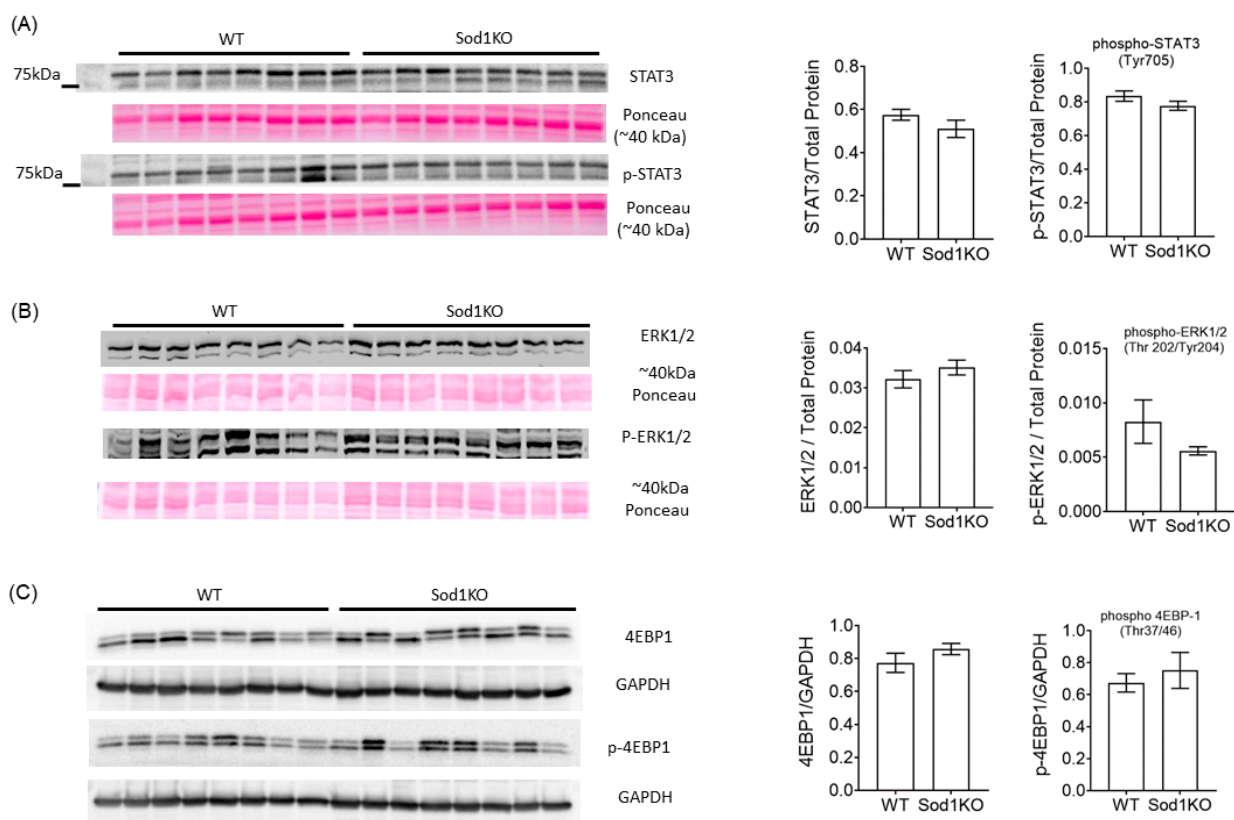 (A)
WT Sod1KO
75kDa
STAT3
Ponceau
(~40 kDa)
75kDa
p-STAT3
Ponceau
(~40 kDa)
STAT3/Total Protein
0.8
0.6
0.4
0.2
0.0
WT Sod1KO
phospho-STAT3
(Tyr705)
p-STAT3/Total Protein
1.0
0.8
0.6
0.4
0.2
0.0
WT Sod1KO
(B)
WT Sod1KO
ERK1/2
~40kDa
Ponceau
P-ERK1/2
~40kDa
Ponceau
ERK1/2 / Total Protein
0.04
0.03
0.02
0.01
0.00
WT Sod1KO
phospho-ERK1/2
(Thr 202/Tyr204)
p-ERK1/2 / Total Protein
0.015
0.010
0.005
0.000
WT Sod1KO
(C)
WT Sod1KO
4EBP1
GAPDH
p-4EBP1
GAPDH
4EBP1/GAPDH
1.0
0.8
0.6
0.4
0.2
0.0
WT Sod1KO
phospho 4EBP-1
(Thr37/46)
p-4EBP1/GAPDH
1.0
0.8
0.6
0.4
0.2
0.0
WT Sod1KO